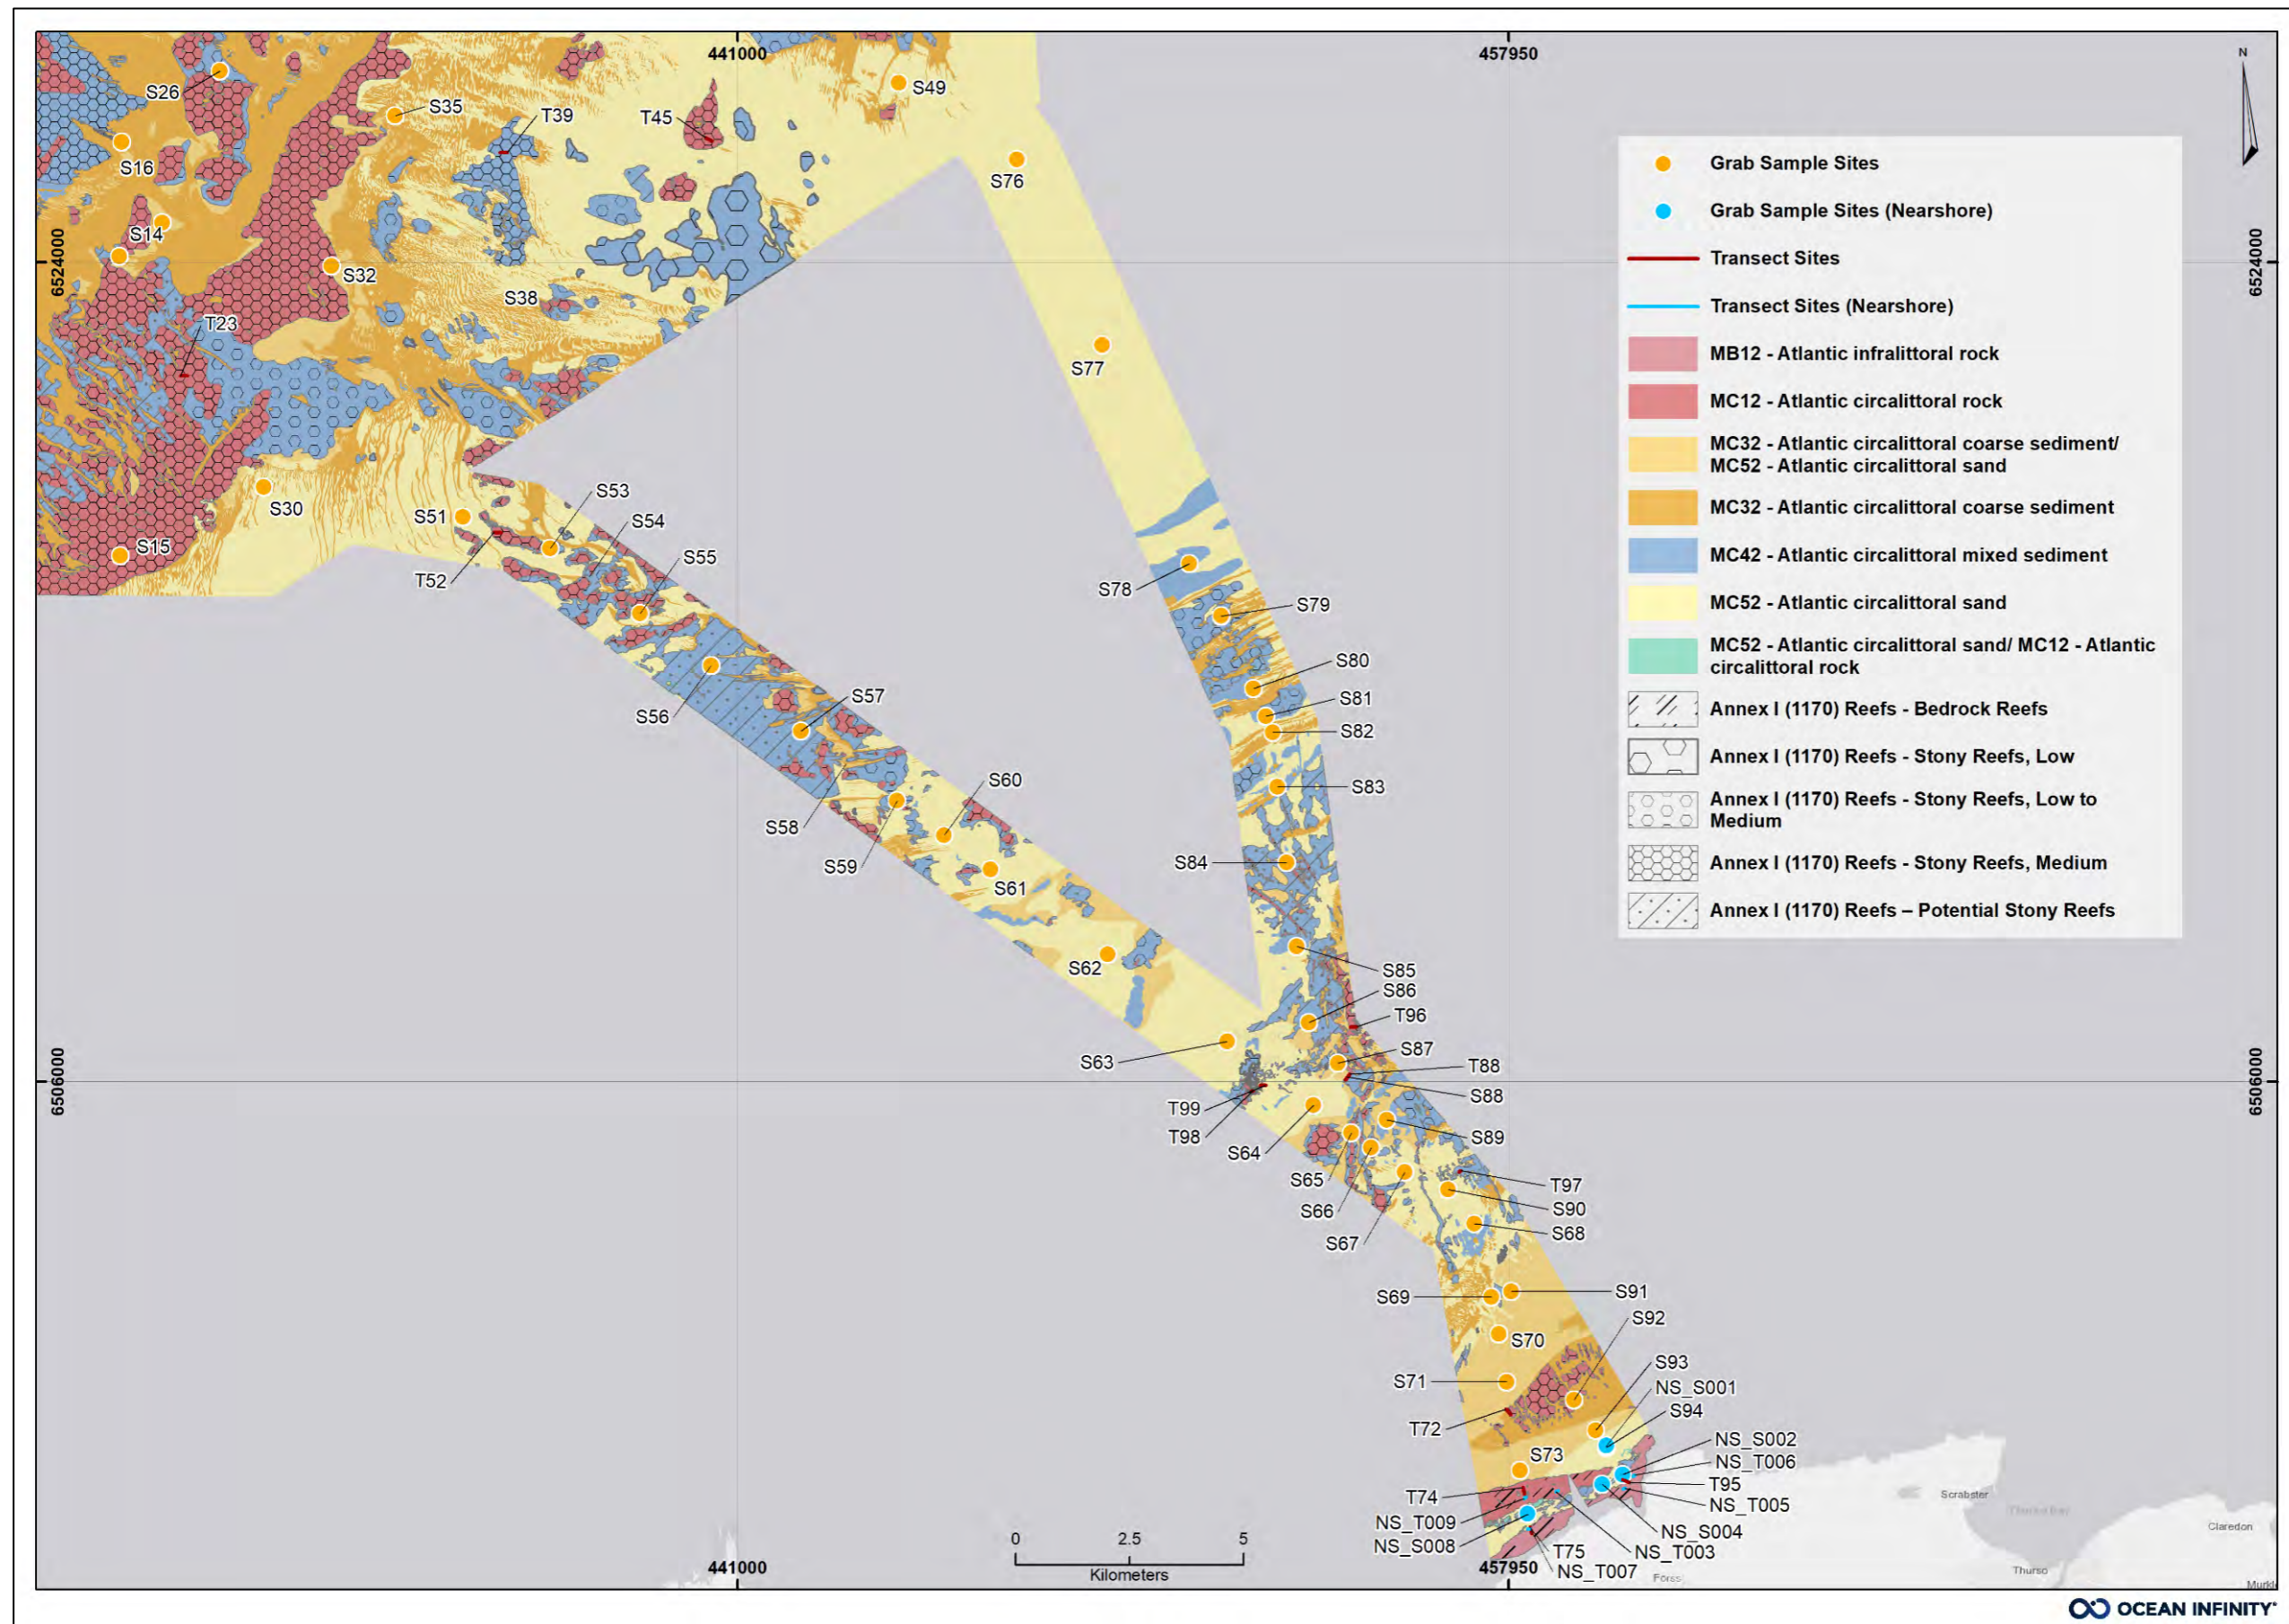 441000
457950
N
S26
S35
T39
T45
S49
S16
S76
S14
6524000
6524000
S32
S38
T23
S77
S30
S51
S53
S54
S55
S15
T52
S78
S79
S56
S57
S80
S81
S82
S83
S58
S59
S60
S84
S61
S62
S85
S86
T96
S63
S87
T88
S88
6506000
6506000
T99
T98
S64
S89
S65
S66
S67
T97
S90
S68
S69
S91
S92
S70
S71
S93
NS_S001
S94
T72
S73
NS_S002
NS_T006
T95
NS_T005
T74
NS_T009
NS_S008
NS_S004
NS_T003
T75
NS_T007
Grab Sample Sites
Grab Sample Sites (Nearshore)
Transect Sites
Transect Sites (Nearshore)
MB12 - Atlantic infralittoral rock
MC12 - Atlantic circalittoral rock
MC32 - Atlantic circalittoral coarse sediment/
MC52 - Atlantic circalittoral sand
MC32 - Atlantic circalittoral coarse sediment
MC42 - Atlantic circalittoral mixed sediment
MC52 - Atlantic circalittoral sand
MC52 - Atlantic circalittoral sand/ MC12 - Atlantic
circalittoral rock
Annex I (1170) Reefs - Bedrock Reefs
Annex I (1170) Reefs - Stony Reefs, Low
Annex I (1170) Reefs - Stony Reefs, Low to
Medium
Annex I (1170) Reefs - Stony Reefs, Medium
Annex I (1170) Reefs – Potential Stony Reefs
Scrabster
Thurso Bay
Claredon
Thurso
Forss
0 2.5 5
Kilometers
441000
457950
OCEAN INFINITY